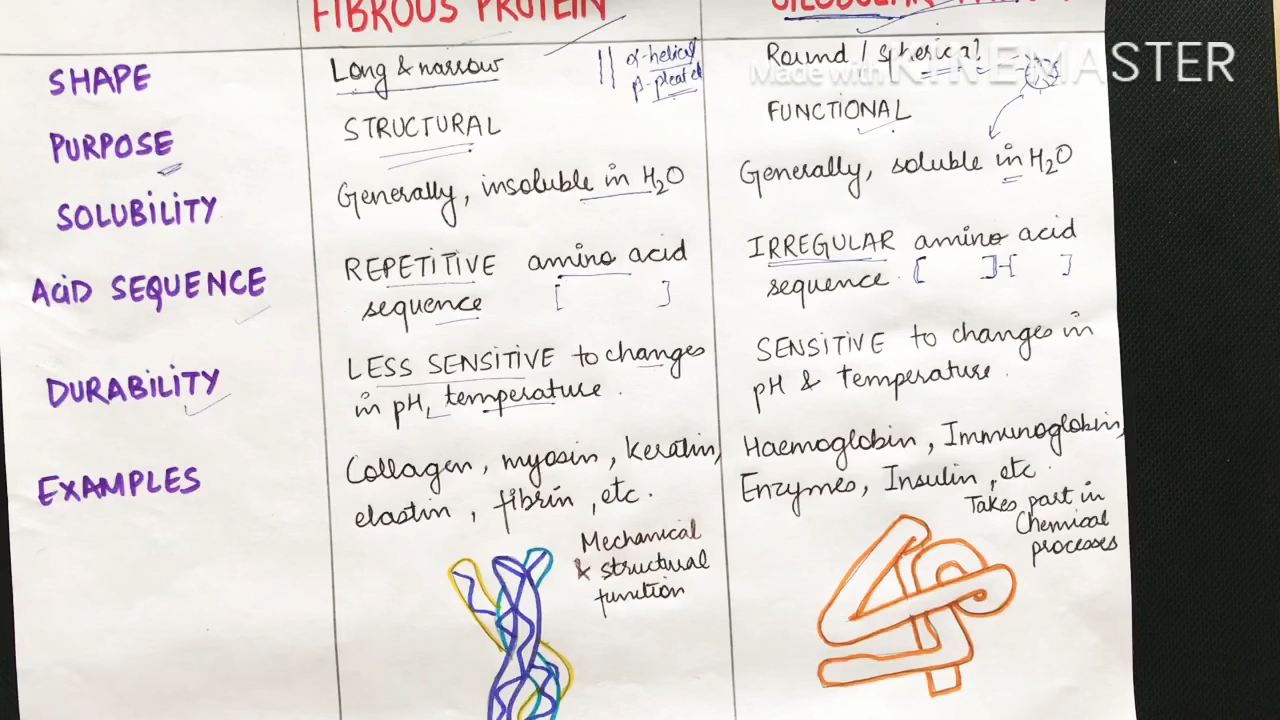 FIBROUS PROTEIN
GLOBULAR
SHAPE
Long & narrow
α-helical
β-pleated
Round / Spherical
Made with KINEMASTER
PURPOSE
STRUCTURAL
FUNCTIONAL
SOLUBILITY
Generally, insoluble in H₂O
Generally, soluble in H₂O
ACID SEQUENCE
REPETITIVE amino acid
sequence [ ]
IRREGULAR amino acid
sequence. [ ]-[ ]
DURABILITY
LESS SENSITIVE to changes
in pH, temperature.
SENSITIVE to changes in
pH & temperature.
EXAMPLES
Collagen, myosin, keratin,
elastin, fibrin, etc.
Mechanical
& structural
function
Haemoglobin, Immunoglobin,
Enzymes, Insulin, etc.
Takes part in
Chemical
processes